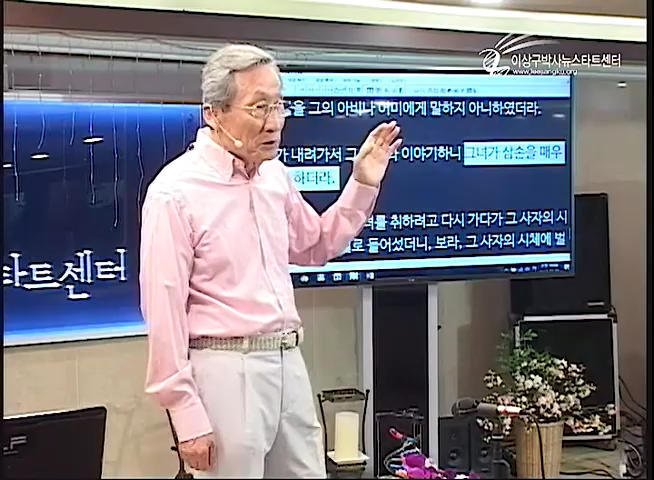 이상구박사뉴스타트센터
www.leesangku.org
을 그의 아비나 어미에게 말하지 아니하였더라.
가 내려가서 그 이야기하니 그녀가 삼손을 매우
하더라.
를 취하려고 다시 가다가 그 사자의 시
로 들어섰더니, 보라, 그 사자의 시체에 벌
타트센터